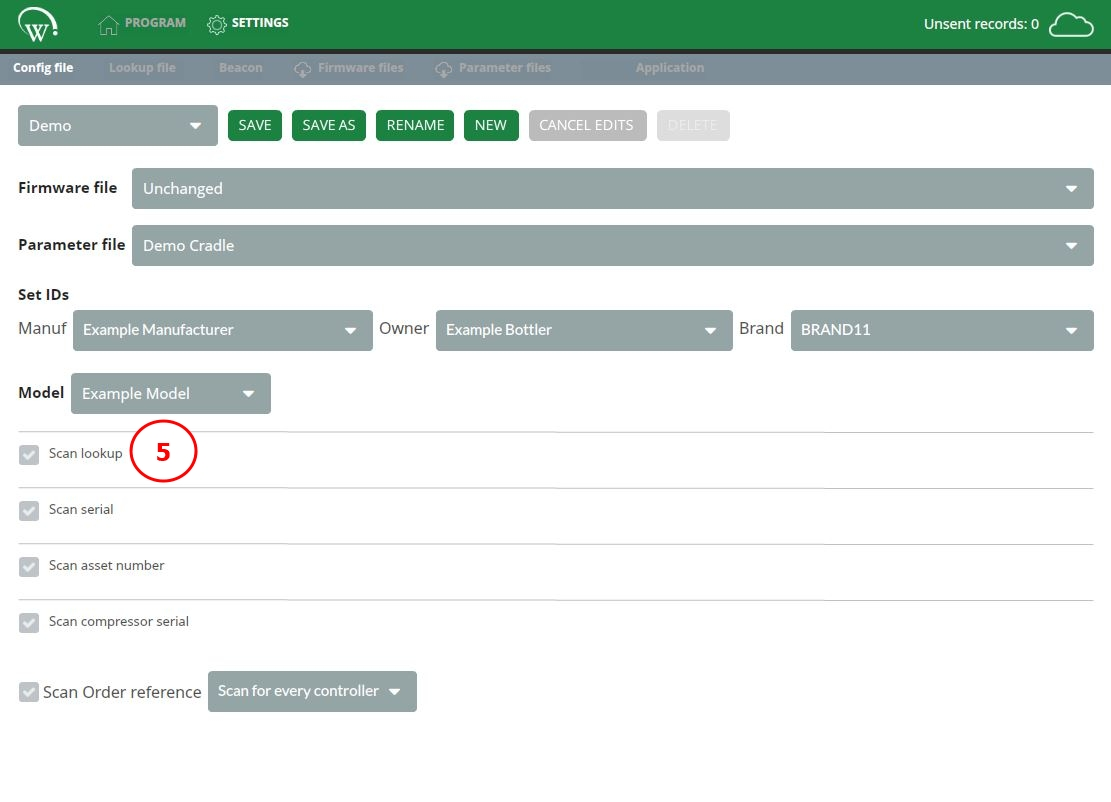 W PROGRAM SETTINGS Unsent records: 0
Config file Lookup file Beacon Firmware files Parameter files Application
Demo SAVE SAVE AS RENAME NEW CANCEL EDITS DELETE
Firmware file Unchanged
Parameter file Demo Cradle
Set IDs
Manuf Example Manufacturer Owner Example Bottler Brand BRAND11
Model Example Model
Scan lookup 5
Scan serial
Scan asset number
Scan compressor serial
Scan Order reference Scan for every controller